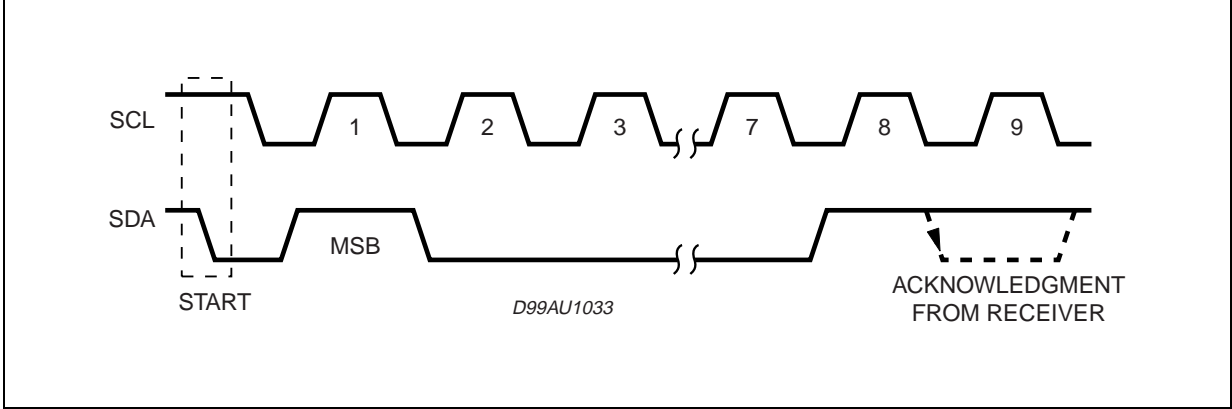 SCL
1
2
3
7
8
9
SDA
MSB
START
D99AU1033
ACKNOWLEDGMENT
FROM RECEIVER